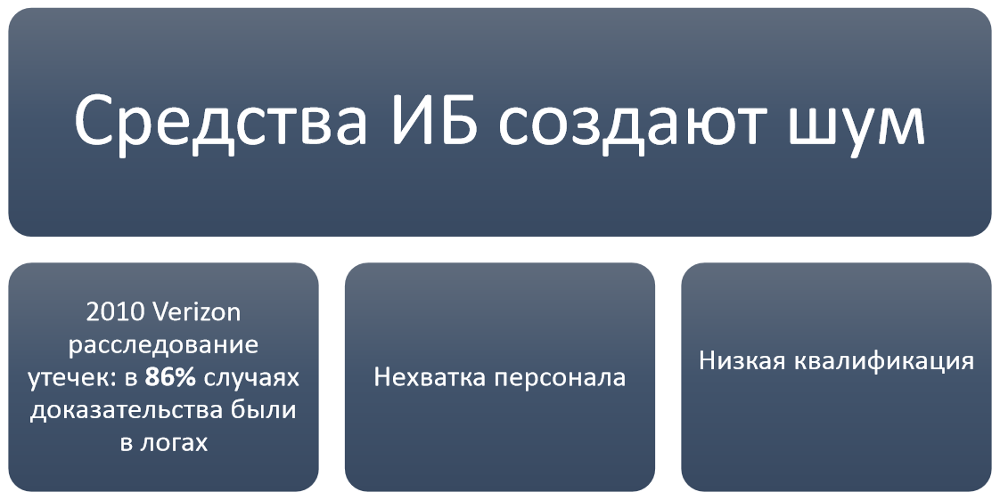 Средства ИБ создают шум
2010 Verizon
расследование
утечек: в 86% случаях
доказательства были
в логах
Нехватка персонала
Низкая квалификация